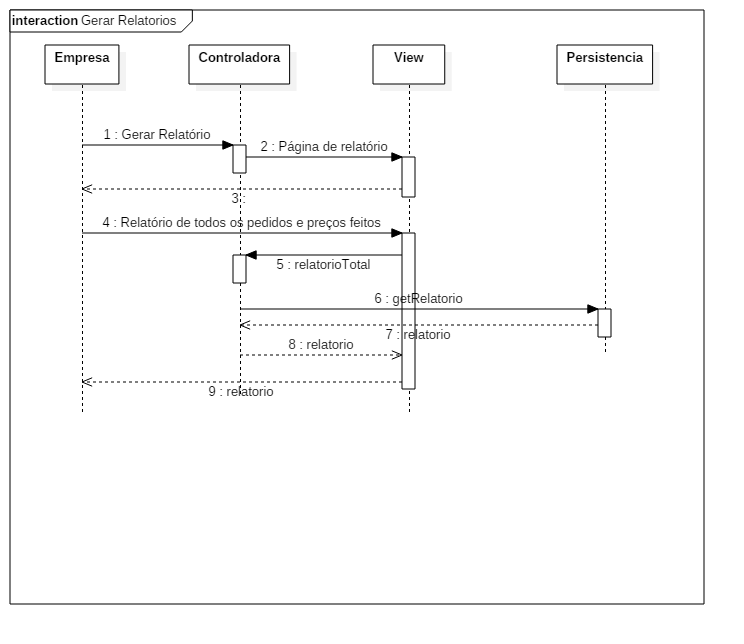 interaction Gerar Relatorios
Empresa
Controladora
View
Persistencia
1 : Gerar Relatório
2 : Página de relatório
3 :
4 : Relatório de todos os pedidos e preços feitos
5 : relatorioTotal
6 : getRelatorio
7 : relatorio
8 : relatorio
9 : relatorio